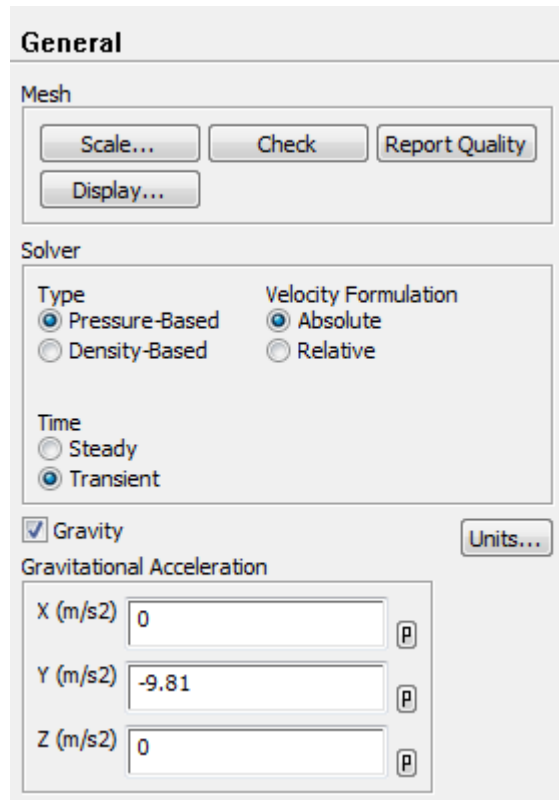 General
Mesh
Scale... Check Report Quality
Display...
Solver
Type Velocity Formulation
Pressure-Based Absolute
Density-Based Relative
Time
Steady
Transient
Gravity Units...
Gravitational Acceleration
X (m/s2) 0 P
Y (m/s2) -9.81 P
Z (m/s2) 0 P